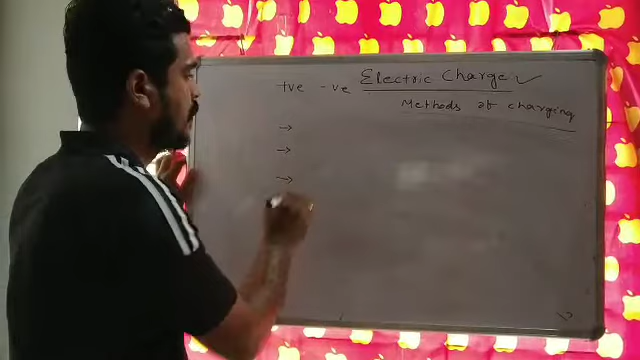 +ve -ve Electric Charge
Methods of charging
→
→
→